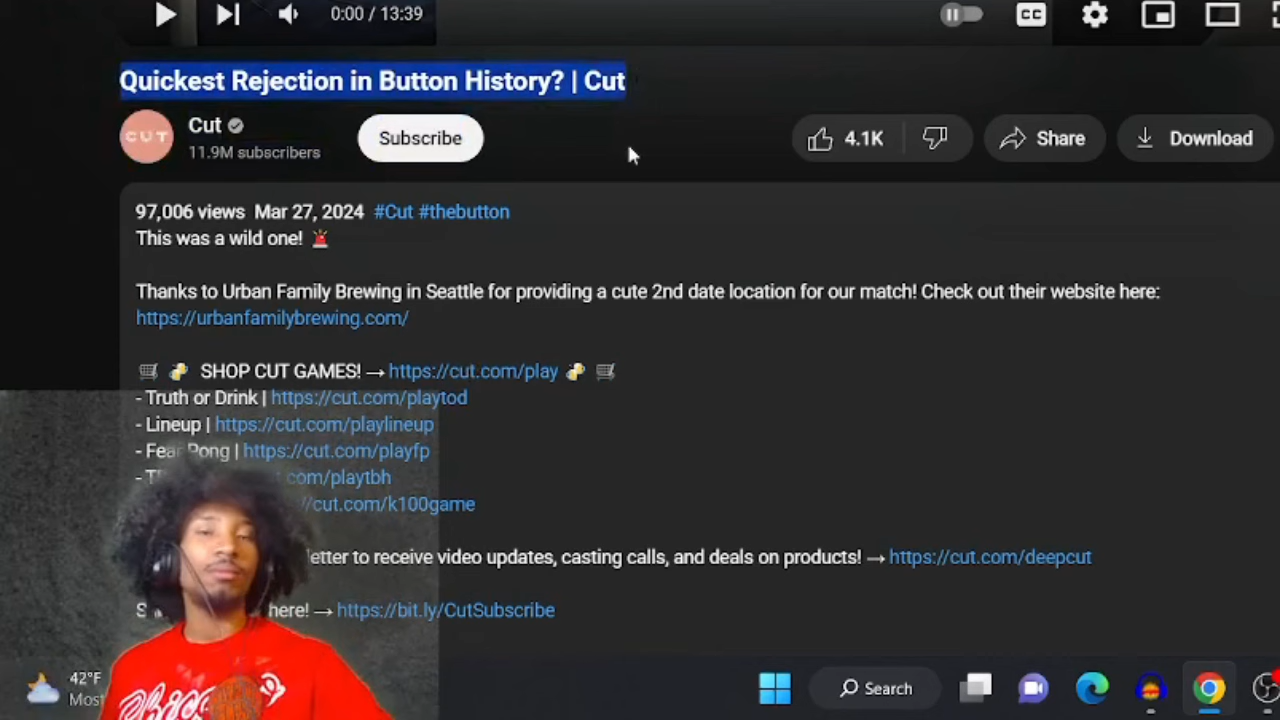 0:00 / 13:39
CC
Quickest Rejection in Button History? | Cut
CUT
Cut
11.9M subscribers
Subscribe
4.1K
Share
Download
97,006 views Mar 27, 2024 #Cut #thebutton
This was a wild one!
Thanks to Urban Family Brewing in Seattle for providing a cute 2nd date location for our match! Check out their website here:
https://urbanfamilybrewing.com/
SHOP CUT GAMES! → https://cut.com/play
- Truth or Drink | https://cut.com/playtod
- Lineup | https://cut.com/playlineup
- Fear Pong | https://cut.com/playfp
com/playtbh
//cut.com/k100game
letter to receive video updates, casting calls, and deals on products! → https://cut.com/deepcut
here! → https://bit.ly/CutSubscribe
42°F
Most
Search